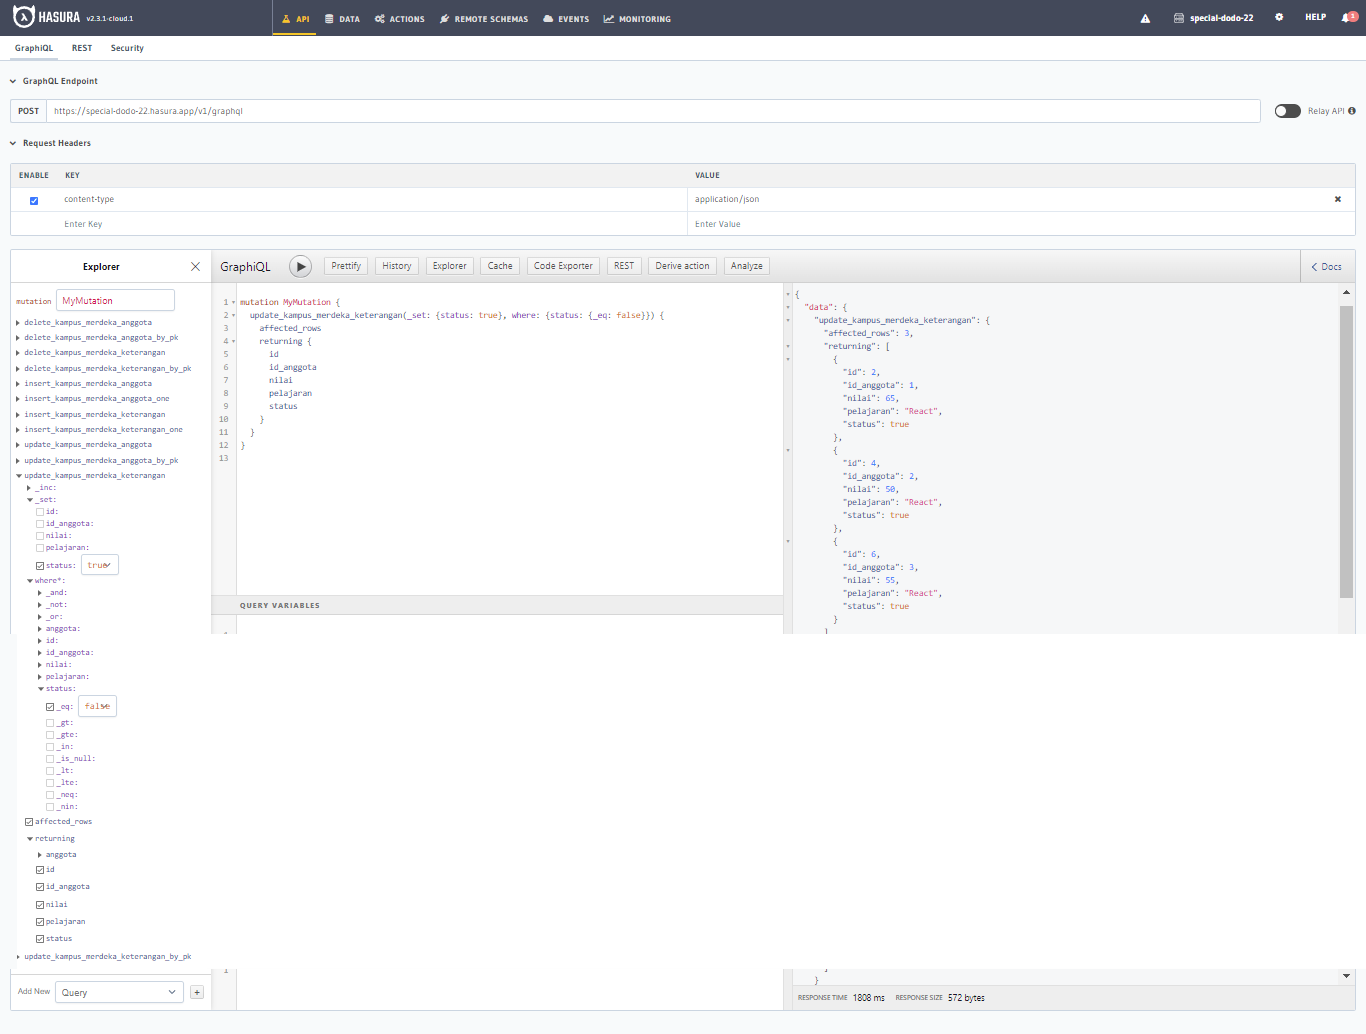 HASURA v2.3.1-cloud.1 API DATA ACTIONS REMOTE SCHEMAS EVENTS MONITORING special-dodo-22 HELP 1
GraphiQL REST Security
GraphQL Endpoint
POST https://special-dodo-22.hasura.app/v1/graphql Relay API
Request Headers
ENABLE KEY VALUE
content-type application/json
Enter Key Enter Value
Explorer
GraphiQL Prettify History Explorer Cache Code Exporter REST Derive action Analyze Docs
mutation MyMutation
delete_kampus_merdeka_anggota
delete_kampus_merdeka_anggota_by_pk
delete_kampus_merdeka_keterangan
delete_kampus_merdeka_keterangan_by_pk
insert_kampus_merdeka_anggota
insert_kampus_merdeka_anggota_one
insert_kampus_merdeka_keterangan
insert_kampus_merdeka_keterangan_one
update_kampus_merdeka_anggota
update_kampus_merdeka_anggota_by_pk
update_kampus_merdeka_keterangan
_inc:
_set:
id:
id_anggota:
nilai:
pelajaran:
status: true
where*:
_and:
_not:
_or:
anggota:
id:
id_anggota:
nilai:
pelajaran:
status:
_eq: false
_gt:
_gte:
_in:
_is_null:
_lt:
_lte:
_neq:
_nin:
affected_rows
returning
anggota
id
id_anggota
nilai
pelajaran
status
update_kampus_merdeka_keterangan_by_pk
Add New Query +
1 mutation MyMutation {
2 update_kampus_merdeka_keterangan(_set: {status: true}, where: {status: {_eq: false}}) {
3 affected_rows
4 returning {
5 id
6 id_anggota
7 nilai
8 pelajaran
9 status
10 }
11 }
12 }
13
QUERY VARIABLES
1
{
"data": {
"update_kampus_merdeka_keterangan": {
"affected_rows": 3,
"returning": [
{
"id": 2,
"id_anggota": 1,
"nilai": 65,
"pelajaran": "React",
"status": true
},
{
"id": 4,
"id_anggota": 2,
"nilai": 50,
"pelajaran": "React",
"status": true
},
{
"id": 6,
"id_anggota": 3,
"nilai": 55,
"pelajaran": "React",
"status": true
}
]
}
RESPONSE TIME 1808 ms RESPONSE SIZE 572 bytes